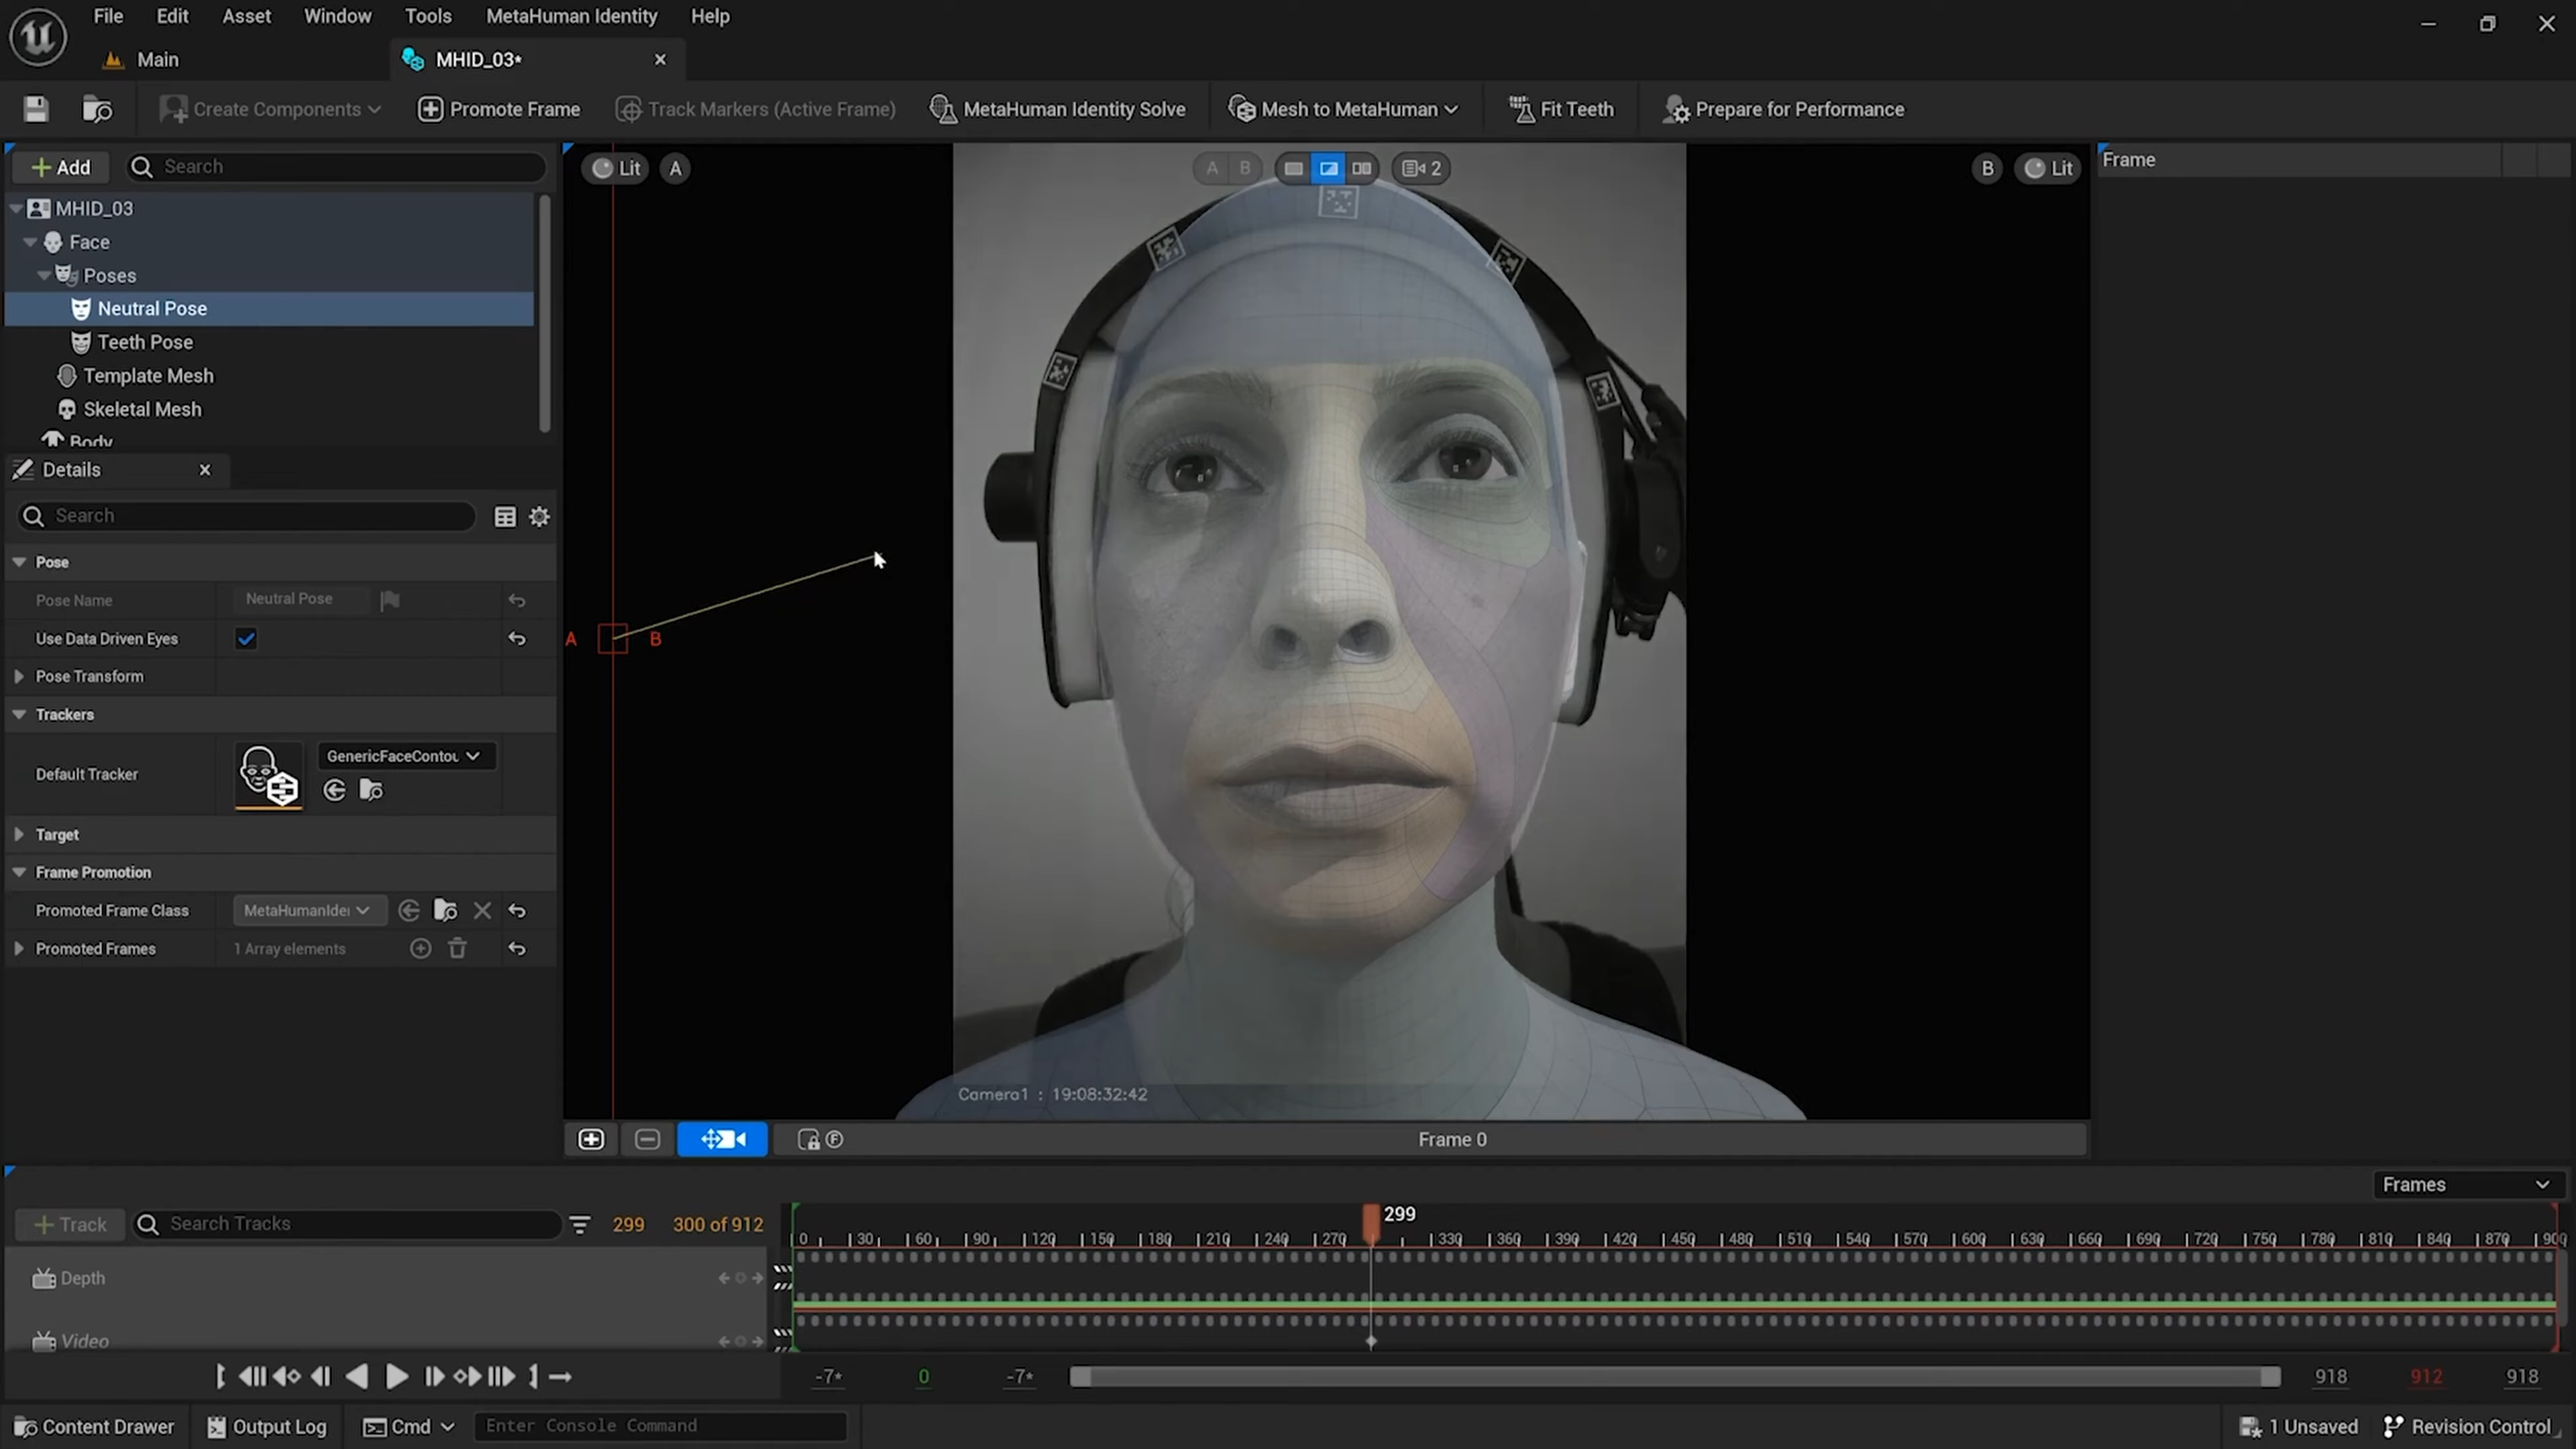 File Edit Asset Window Tools MetaHuman Identity Help
Main MHID_03*
Create Components Promote Frame Track Markers (Active Frame) MetaHuman Identity Solve Mesh to MetaHuman Fit Teeth Prepare for Performance
+ Add Search
Lit A
A B
2
B Lit
Frame
MHID_03
Face
Poses
Neutral Pose
Teeth Pose
Template Mesh
Skeletal Mesh
Body
Details
Search
Pose
Pose Name Neutral Pose
Use Data Driven Eyes
A B
Pose Transform
Trackers
Default Tracker GenericFaceContou
Target
Frame Promotion
Promoted Frame Class MetaHumanIde
Promoted Frames 1 Array elements
Camera1 : 19:08:32:42
F
Frame 0
Frames
+ Track Search Tracks 299 300 of 912
299
0 30 60 90 120 150 180 210 240 270 330 360 390 420 450 480 510 540 570 600 630 660 690 720 750 780 810 840 870 900
Depth
Video
-7* 0 -7* 918 912 918
Content Drawer Output Log Cmd Enter Console Command 1 Unsaved Revision Control